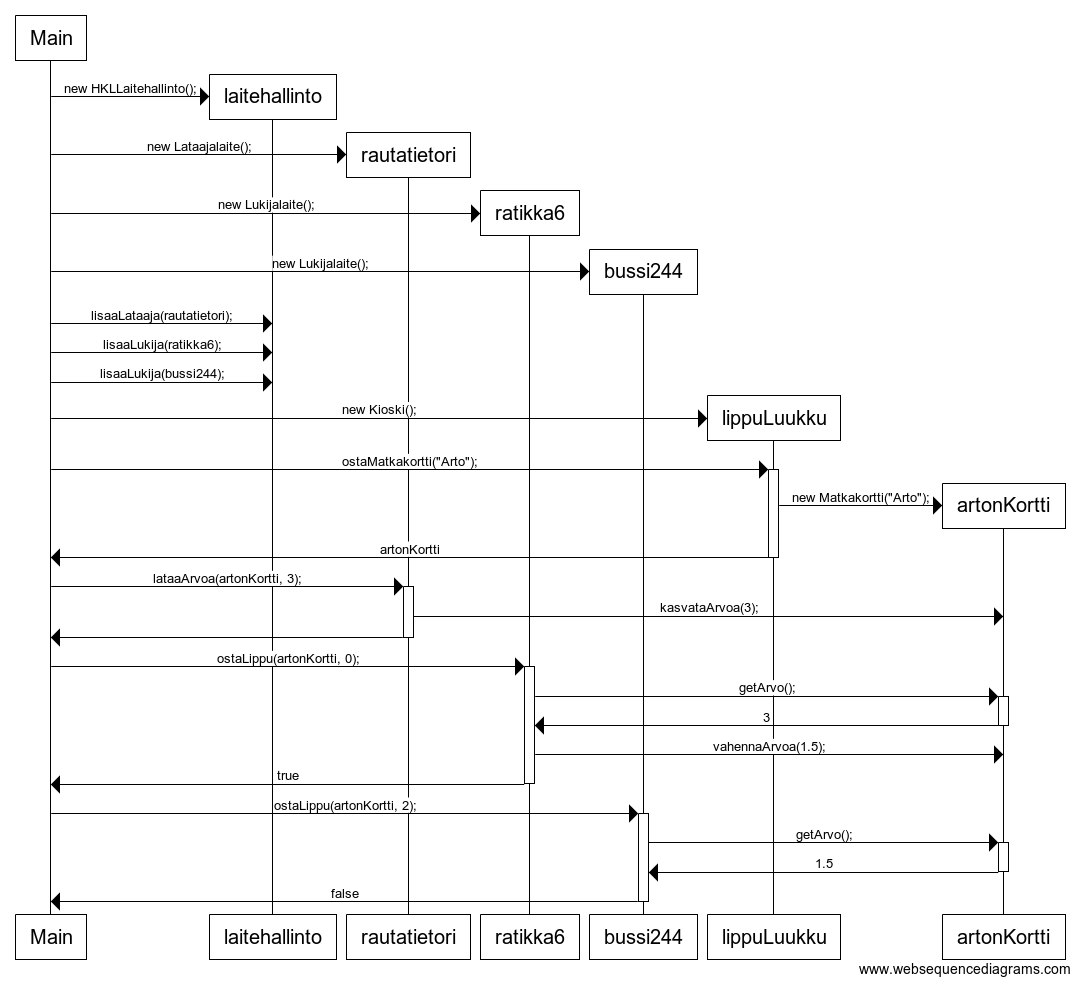 Main
new HKLLaitehallinto();
laitehallinto
new Lataajalaite();
rautatietori
new Lukijalaite();
ratikka6
new Lukijalaite();
bussi244
lisaaLataaja(rautatietori);
lisaaLukija(ratikka6);
lisaaLukija(bussi244);
new Kioski();
lippuLuukku
ostaMatkakortti("Arto");
new Matkakortti("Arto");
artonKortti
artonKortti
lataaArvoa(artonKortti, 3);
kasvataArvoa(3);
ostaLippu(artonKortti, 0);
getArvo();
3
vahennaArvoa(1.5);
true
ostaLippu(artonKortti, 2);
getArvo();
1.5
false
Main laitehallinto rautatietori ratikka6 bussi244 lippuLuukku artonKortti
www.websequencediagrams.com